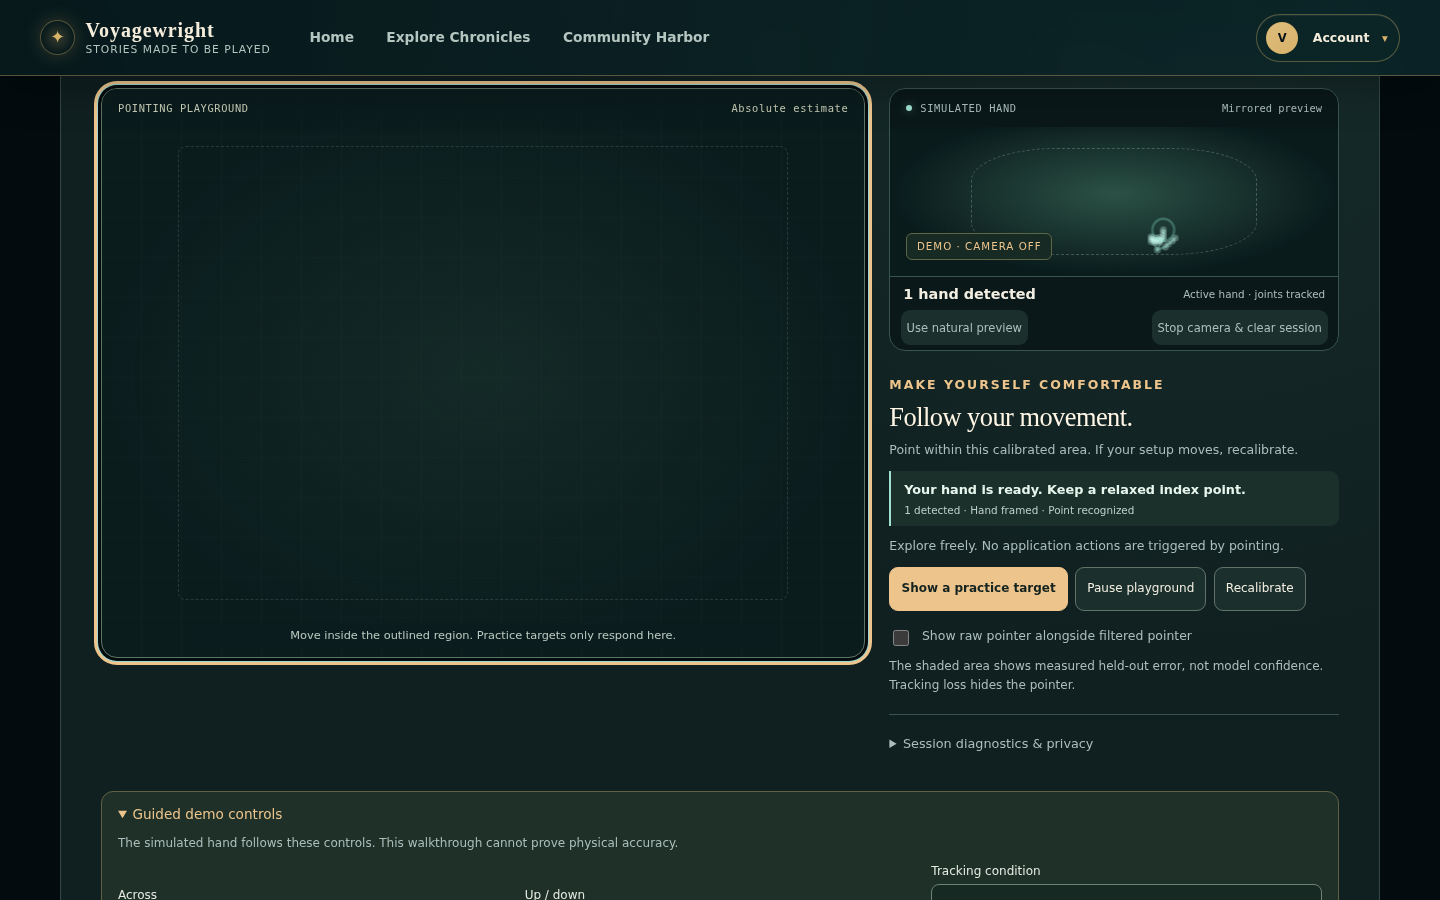 Voyagewright
STORIES MADE TO BE PLAYED
Home
Explore Chronicles
Community Harbor
V
Account
POINTING PLAYGROUND
Absolute estimate
Move inside the outlined region. Practice targets only respond here.
SIMULATED HAND
Mirrored preview
DEMO · CAMERA OFF
1 hand detected
Active hand · joints tracked
Use natural preview
Stop camera & clear session
MAKE YOURSELF COMFORTABLE
Follow your movement.
Point within this calibrated area. If your setup moves, recalibrate.
Your hand is ready. Keep a relaxed index point.
1 detected · Hand framed · Point recognized
Explore freely. No application actions are triggered by pointing.
Show a practice target
Pause playground
Recalibrate
Show raw pointer alongside filtered pointer
The shaded area shows measured held-out error, not model confidence.
Tracking loss hides the pointer.
Session diagnostics & privacy
Guided demo controls
The simulated hand follows these controls. This walkthrough cannot prove physical accuracy.
Across
Up / down
Tracking condition